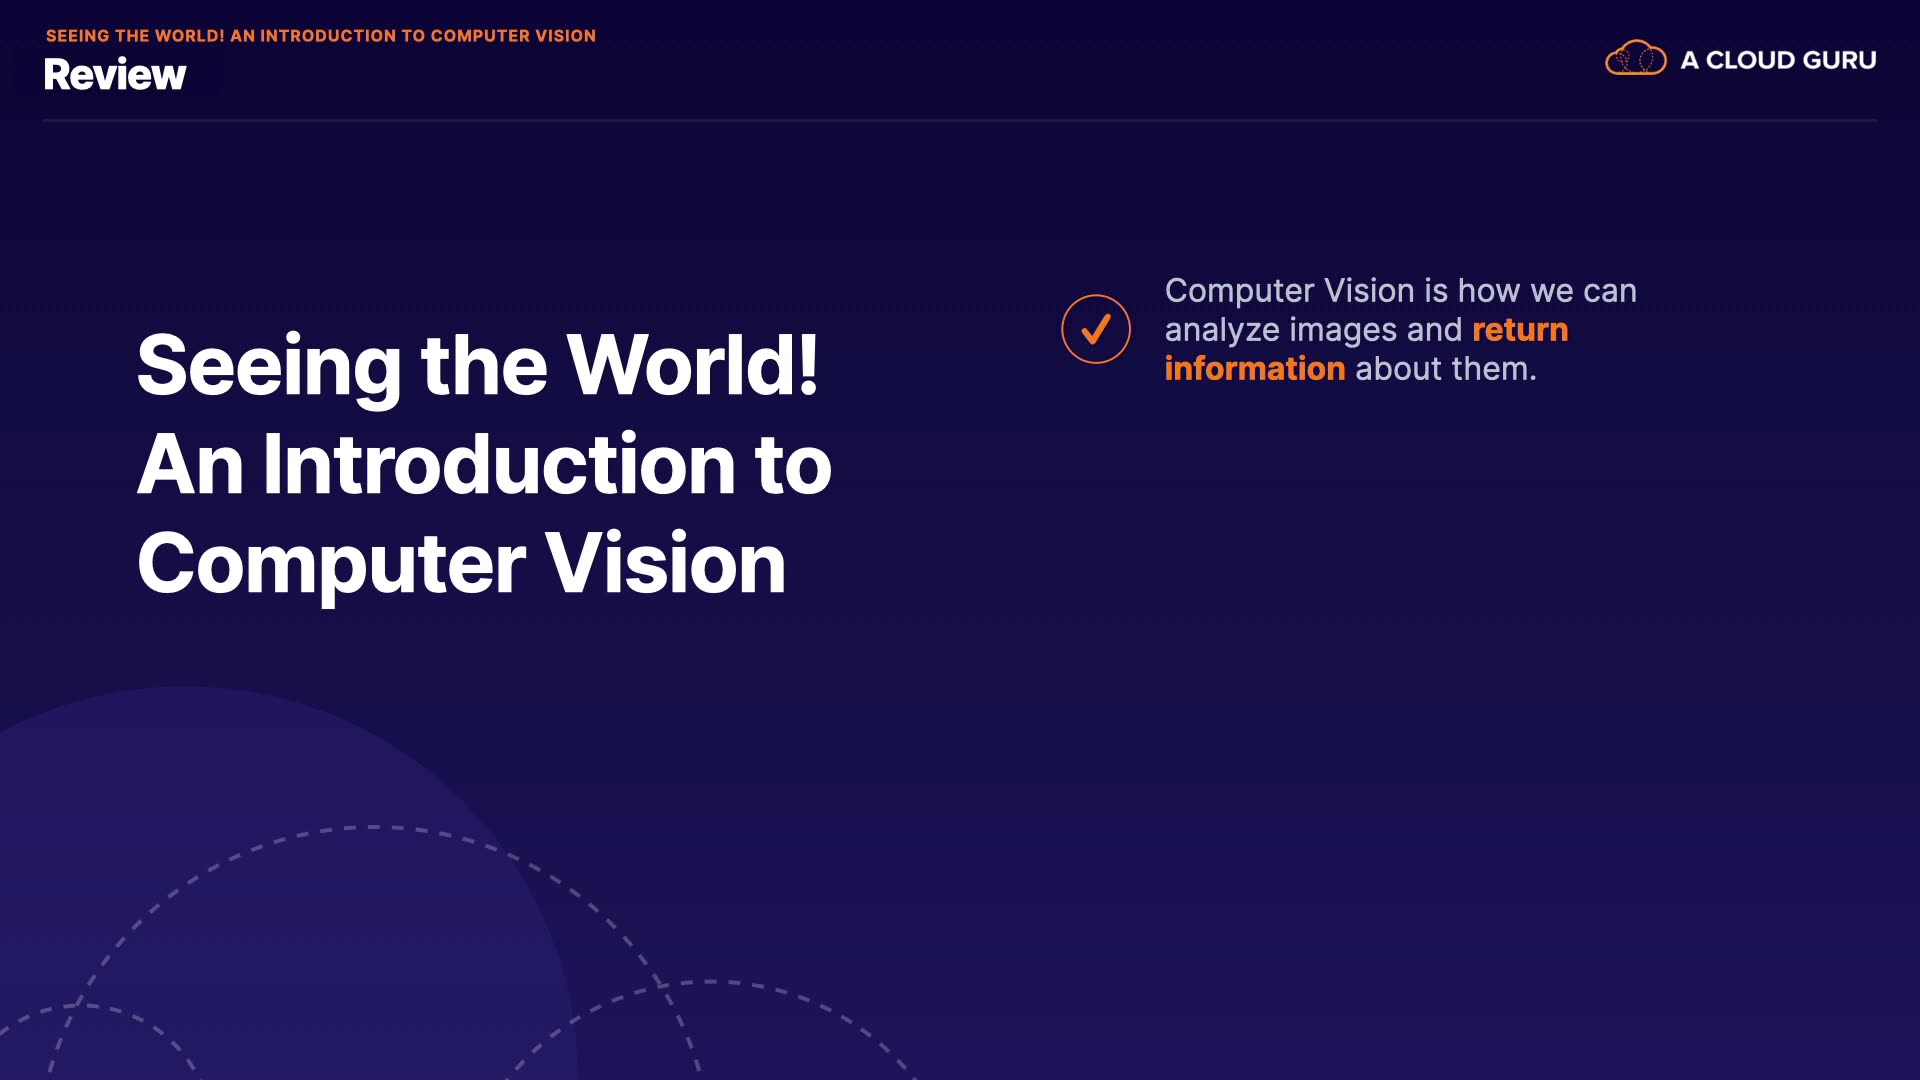 SEEING THE WORLD! AN INTRODUCTION TO COMPUTER VISION
Review
A CLOUD GURU
Seeing the World!
An Introduction to
Computer Vision
Computer Vision is how we can
analyze images and return
information about them.